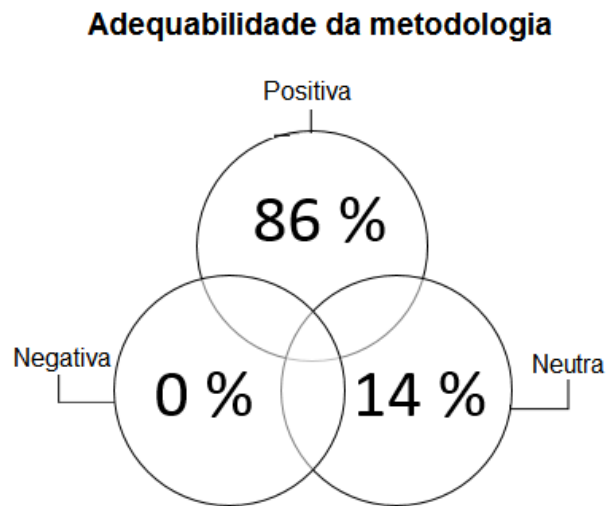 Adequabilidade da metodologia
Positiva
86 %
Negativa
0 %
14 %
Neutra